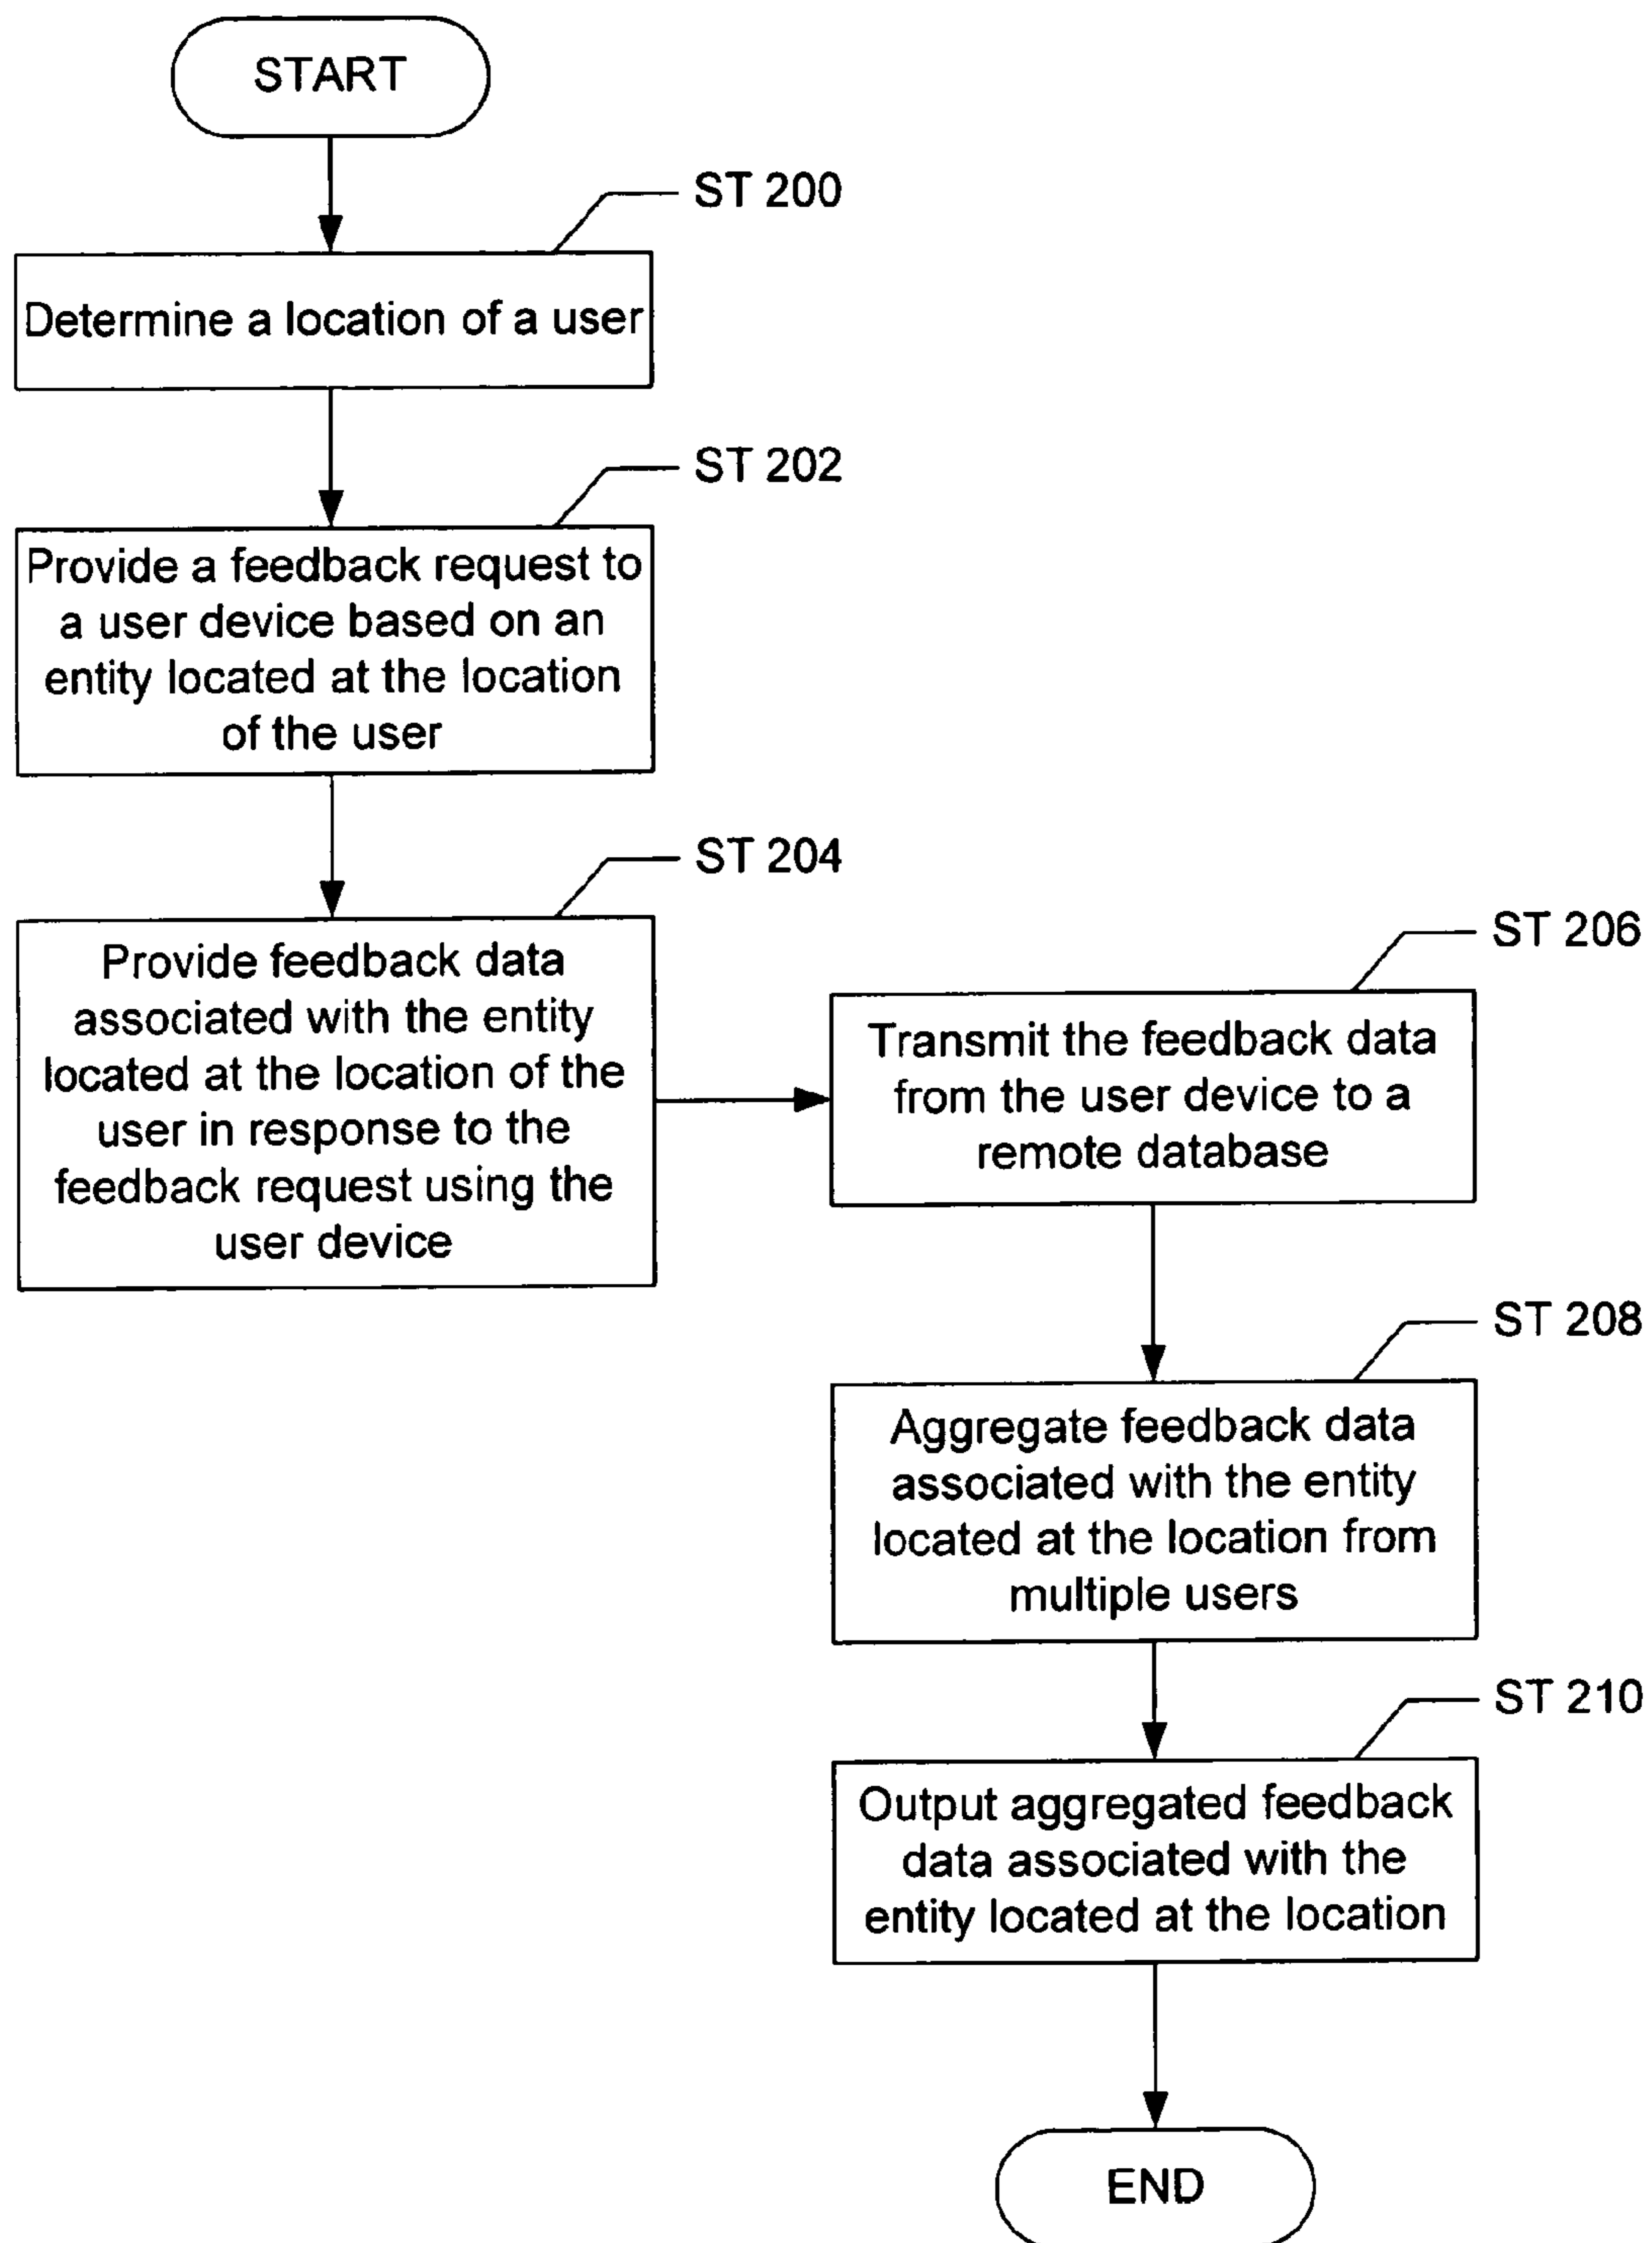 START
ST 200
Determine a location of a user
ST 202
Provide a feedback request to
a user device based on an
entity located at the location
of the user
ST 204
Provide feedback data
associated with the entity
located at the location of the
user in response to the
feedback request using the
user device
ST 206
Transmit the feedback data
from the user device to a
remote database
ST 208
Aggregate feedback data
associated with the entity
located at the location from
multiple users
ST 210
Output aggregated feedback
data associated with the
entity located at the location
END